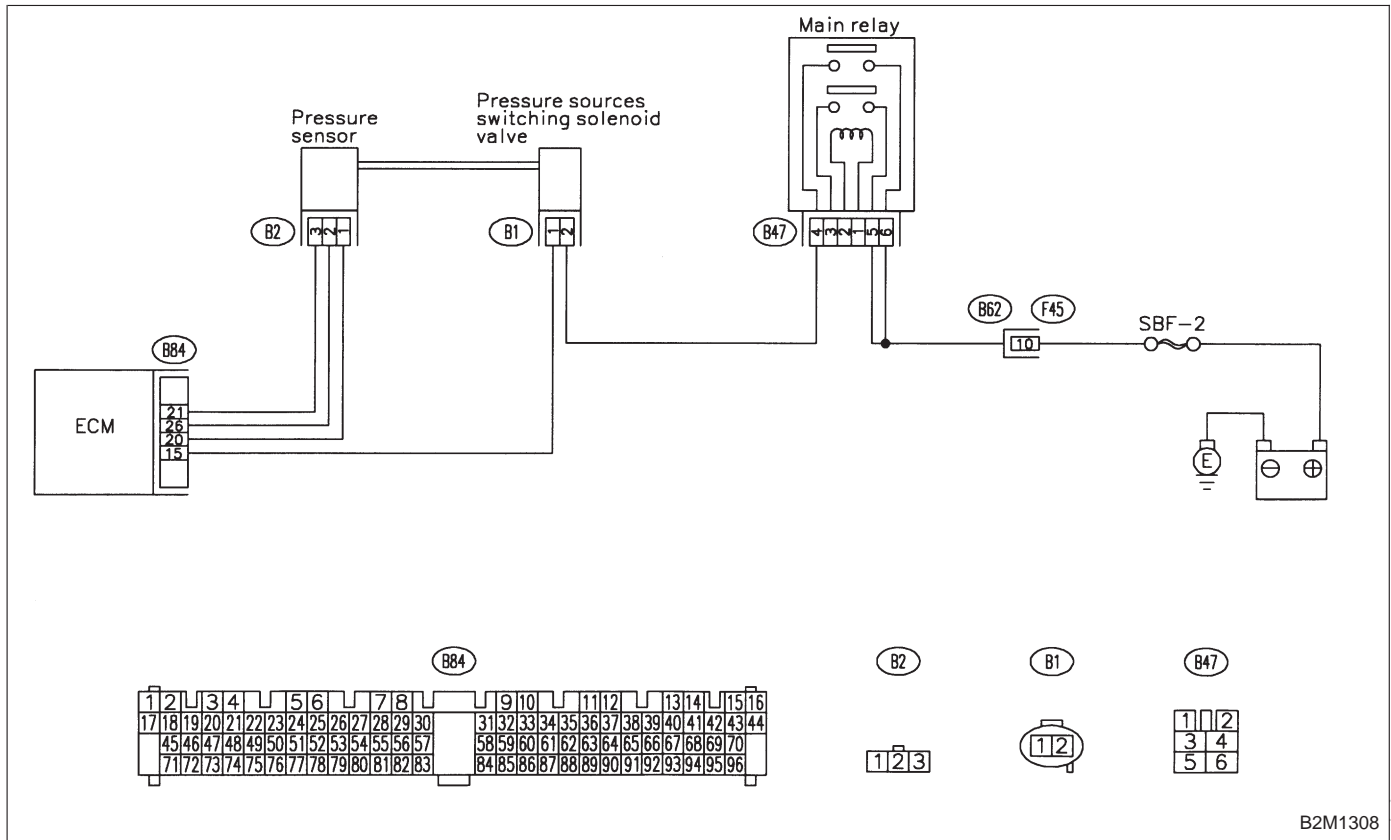 Main relay
Pressure
sensor
Pressure sources
switching solenoid
valve
B2
3 2 1
B1
1 2
B47
4 3 2 1 5 6
B62
F45
10
SBF-2
B84
ECM
21
26
20
15
E
⊖ ⊕
B84
1 2 3 4 5 6 7 8 9 10 11 12 13 14 15 16
17 18 19 20 21 22 23 24 25 26 27 28 29 30 31 32 33 34 35 36 37 38 39 40 41 42 43 44
45 46 47 48 49 50 51 52 53 54 55 56 57 58 59 60 61 62 63 64 65 66 67 68 69 70
71 72 73 74 75 76 77 78 79 80 81 82 83 84 85 86 87 88 89 90 91 92 93 94 95 96
B2
1 2 3
B1
1 2
B47
1 2
3 4
5 6
B2M1308